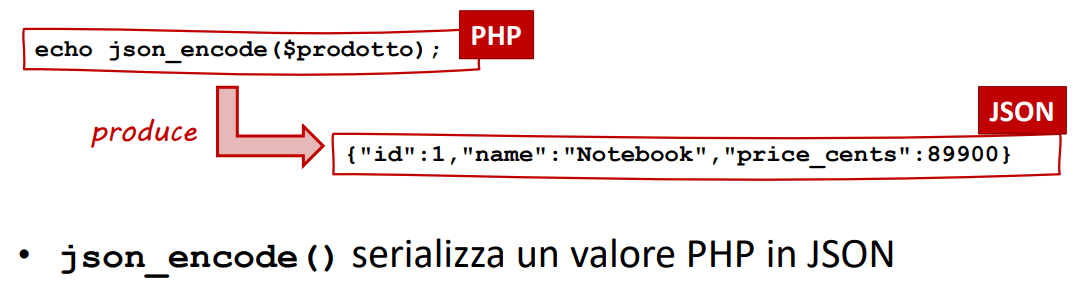 PHP
echo json_encode($prodotto);
produce
JSON
{"id":1,"name":"Notebook","price_cents":89900}
• json_encode() serializza un valore PHP in JSON